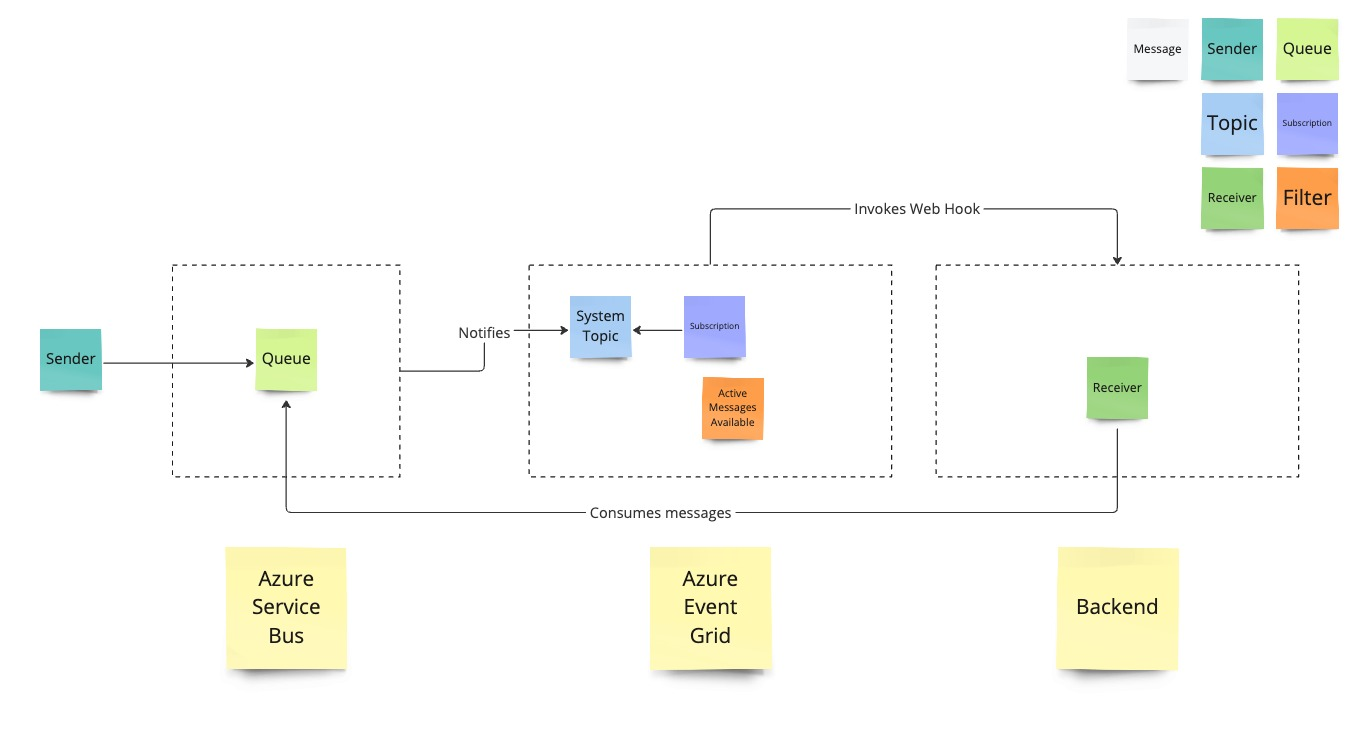 Message
Sender
Queue
Topic
Subscription
Receiver
Filter
Invokes Web Hook
Sender
Queue
Notifies
System
Topic
Subscription
Active
Messages
Available
Receiver
Consumes messages
Azure
Service
Bus
Azure
Event
Grid
Backend